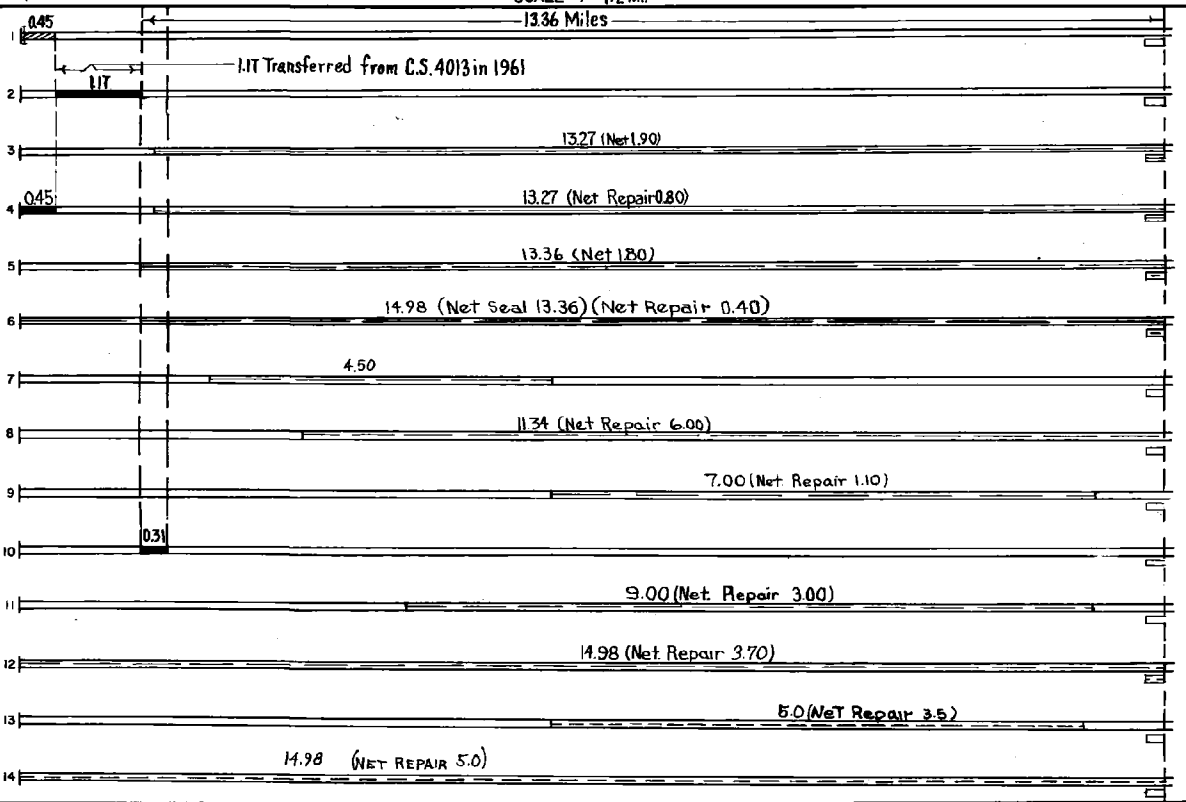 0.45
13.36 Miles
1
1.17 Transferred from C.S. 4013 in 1961
1.17
2
13.27 (Net 1.90)
3
0.45
13.27 (Net Repair 0.80)
4
13.36 (Net 1.80)
5
14.98 (Net Seal 13.36) (Net Repair 0.40)
6
4.50
7
11.34 (Net Repair 6.00)
8
7.00 (Net Repair 1.10)
9
0.31
10
9.00 (Net Repair 3.00)
11
14.98 (Net Repair 3.70)
12
5.0 (NET Repair 3.5)
13
14.98 (NET REPAIR 5.0)
14